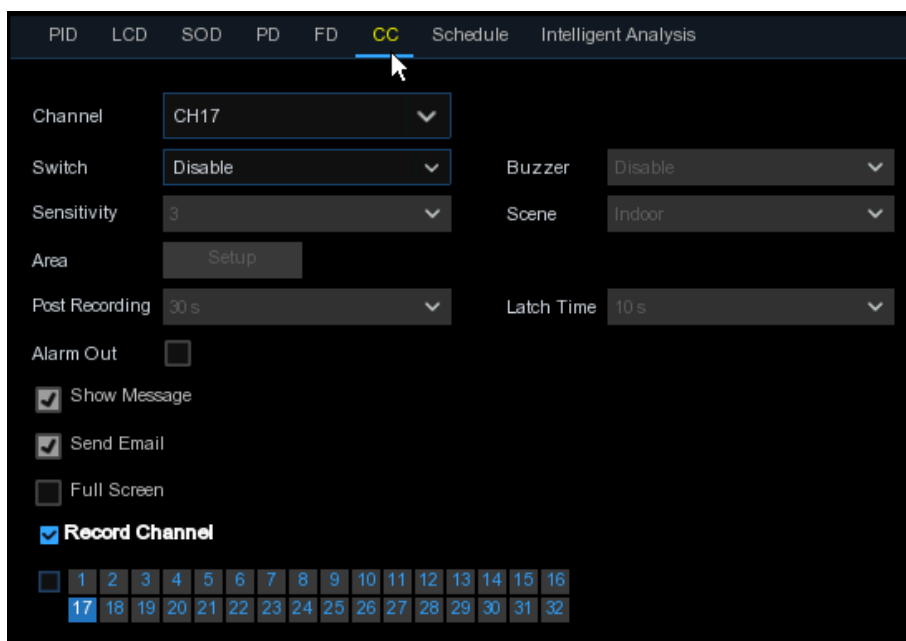 PID LCD SOD PD FD CC Schedule Intelligent Analysis
Channel CH17
Switch Disable Buzzer Disable
Sensitivity 3 Scene Indoor
Area Setup
Post Recording 30 s Latch Time 10 s
Alarm Out
Show Message
Send Email
Full Screen
Record Channel
1 2 3 4 5 6 7 8 9 10 11 12 13 14 15 16
17 18 19 20 21 22 23 24 25 26 27 28 29 30 31 32